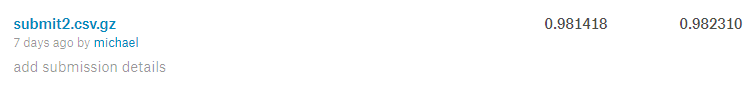 submit2.csv.gz 0.981418 0.982310
7 days ago by michael
add submission details